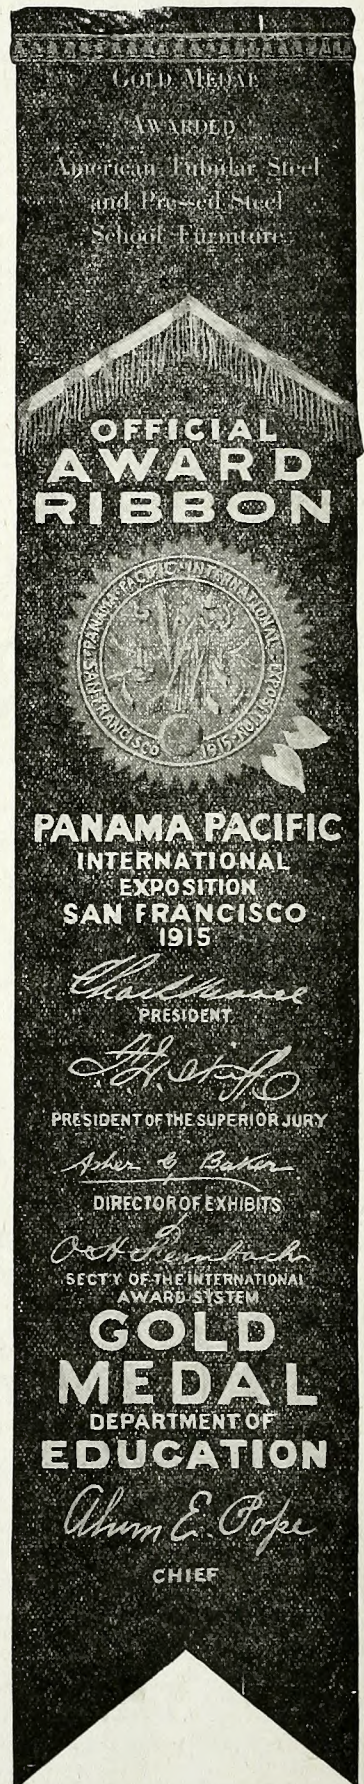 GOLD MEDAL
AWARDED
American Tubular Steel
and Pressed Steel
School Furniture
OFFICIAL
AWARD
RIBBON
PANAMA·PACIFIC·INTERNATIONAL·EXPOSITION·1915·SAN·FRANCISCO
PANAMA PACIFIC
INTERNATIONAL
EXPOSITION
SAN FRANCISCO
1915
PRESIDENT
PRESIDENT OF THE SUPERIOR JURY
Asher C Baker
DIRECTOR OF EXHIBITS
SECT'Y OF THE INTERNATIONAL
AWARD SYSTEM
GOLD
MEDAL
DEPARTMENT OF
EDUCATION
Alvin E. Pope
CHIEF